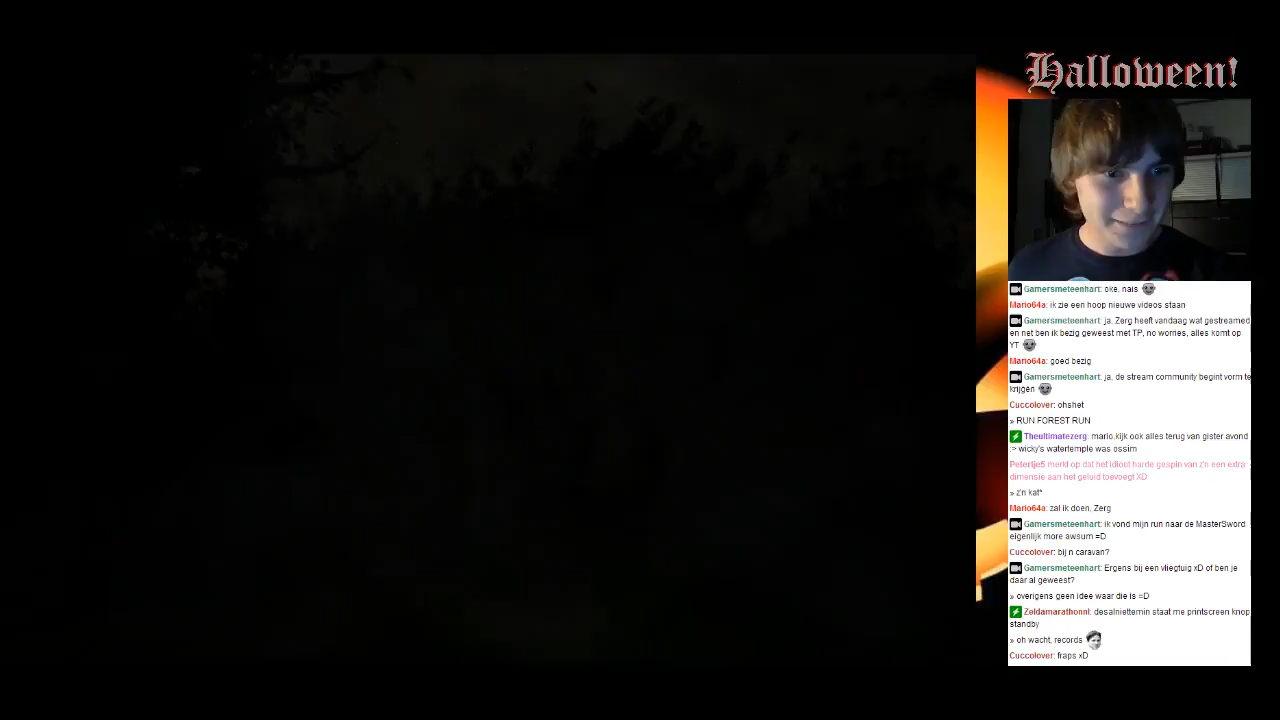 Halloween!
Gamersmeteenhart: oke, nais
Mario64a: ik zie een hoop nieuwe videos staan
Gamersmeteenhart: ja, Zerg heeft vandaag wat gestreamed
en net ben ik bezig geweest met TP, no worries, alles komt op
YT
Mario64a: goed bezig
Gamersmeteenhart: ja, de stream community begint vorm te
krijgen
Cuccolover: ohshet
» RUN FOREST RUN
Theultimatezerg: mario,kijk ook alles terug van gister avond
:> wicky's watertemple was ossim
Petertje5 merkt op dat het idioot harde gespin van z'n een extra
dimensie aan het geluid toevoegt XD
» z'n kat*
Mario64a: zal ik doen, Zerg
Gamersmeteenhart: ik vond mijn run naar de MasterSword
eigenlijk more awsum =D
Cuccolover: bij n caravan?
Gamersmeteenhart: Ergens bij een vliegtuig xD of ben je
daar al geweest?
» overigens geen idee waar die is =D
Zeldamarathonnl: desalniettemin staat me printscreen knop
standby
» oh wacht, records
Cuccolover: fraps xD